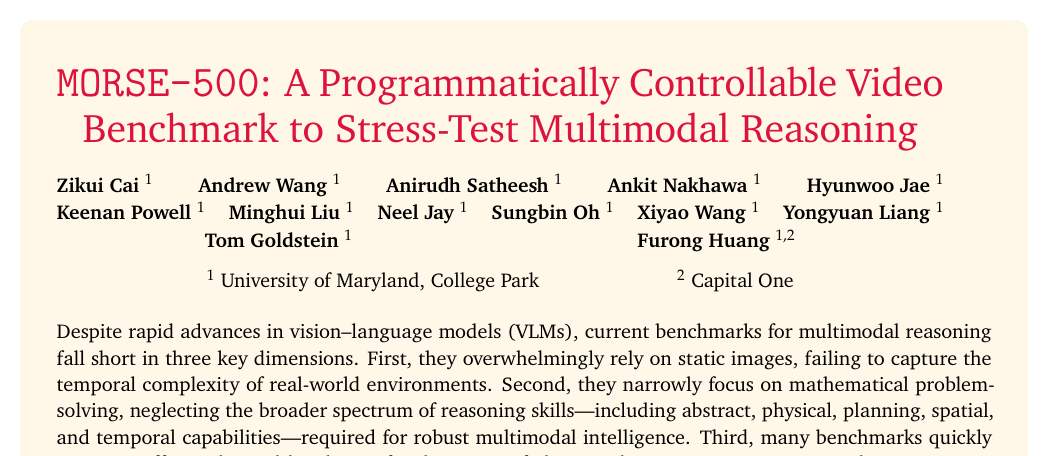 MORSE-500: A Programmatically Controllable Video
Benchmark to Stress-Test Multimodal Reasoning
Zikui Cai 1 Andrew Wang 1 Anirudh Satheesh 1 Ankit Nakhawa 1 Hyunwoo Jae 1
Keenan Powell 1 Minghui Liu 1 Neel Jay 1 Sungbin Oh 1 Xiyao Wang 1 Yongyuan Liang 1
Tom Goldstein 1 Furong Huang 1,2
1 University of Maryland, College Park 2 Capital One
Despite rapid advances in vision–language models (VLMs), current benchmarks for multimodal reasoning
fall short in three key dimensions. First, they overwhelmingly rely on static images, failing to capture the
temporal complexity of real-world environments. Second, they narrowly focus on mathematical problem-
solving, neglecting the broader spectrum of reasoning skills—including abstract, physical, planning, spatial,
and temporal capabilities—required for robust multimodal intelligence. Third, many benchmarks quickly